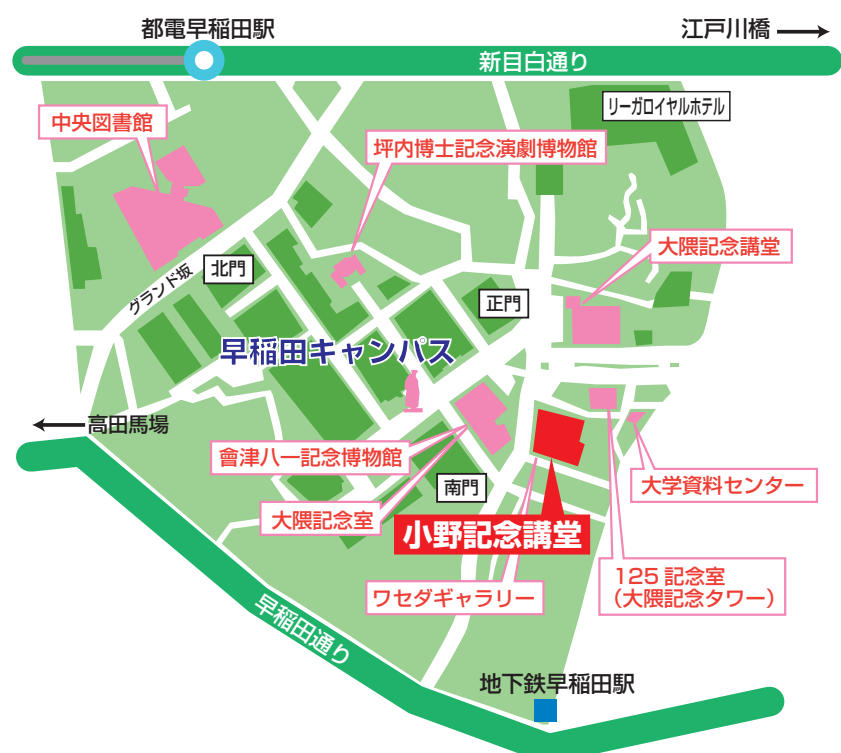 都電早稲田駅
江戸川橋
新目白通り
リーガロイヤルホテル
中央図書館
坪内博士記念演劇博物館
大隈記念講堂
北門
グランド坂
正門
早稲田キャンパス
高田馬場
會津八一記念博物館
南門
大学資料センター
大隈記念室
小野記念講堂
125 記念室
（大隈記念タワー）
ワセダギャラリー
早稲田通り
地下鉄早稲田駅